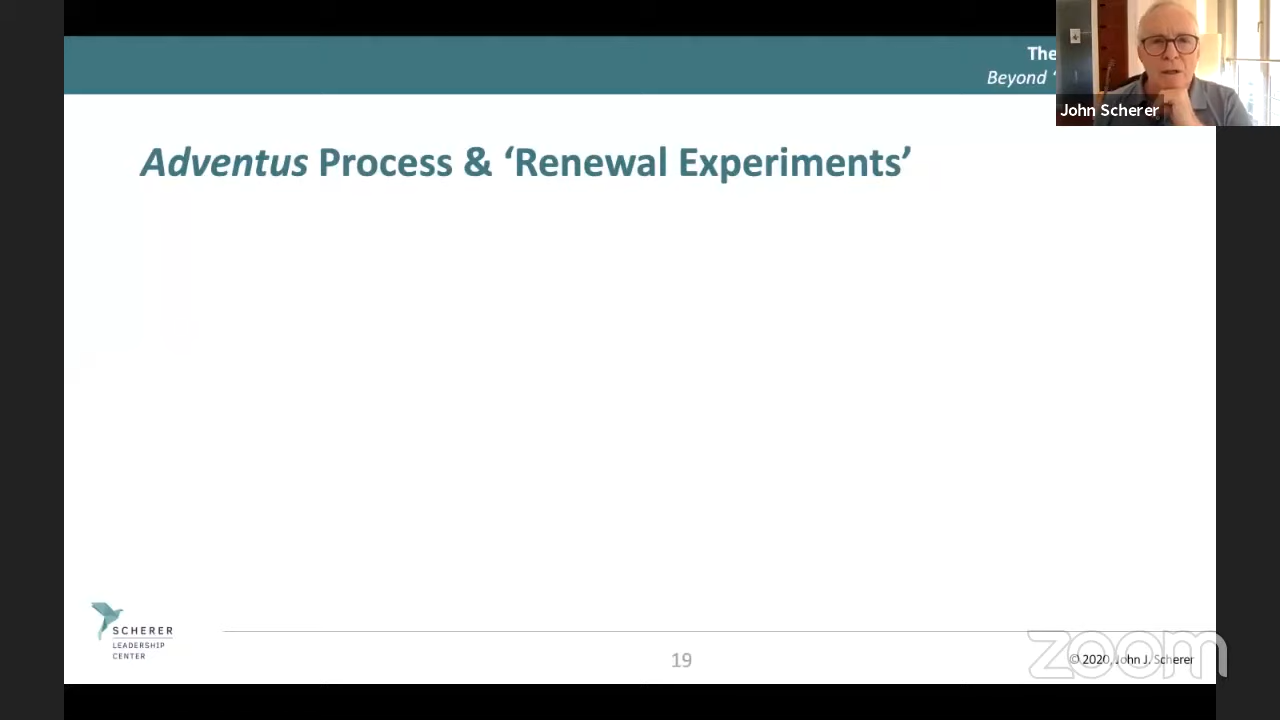 The
Beyond ‘
John Scherer
Adventus Process & ‘Renewal Experiments’
SCHERER
LEADERSHIP
CENTER
19
© 2020, John J. Scherer
zoom